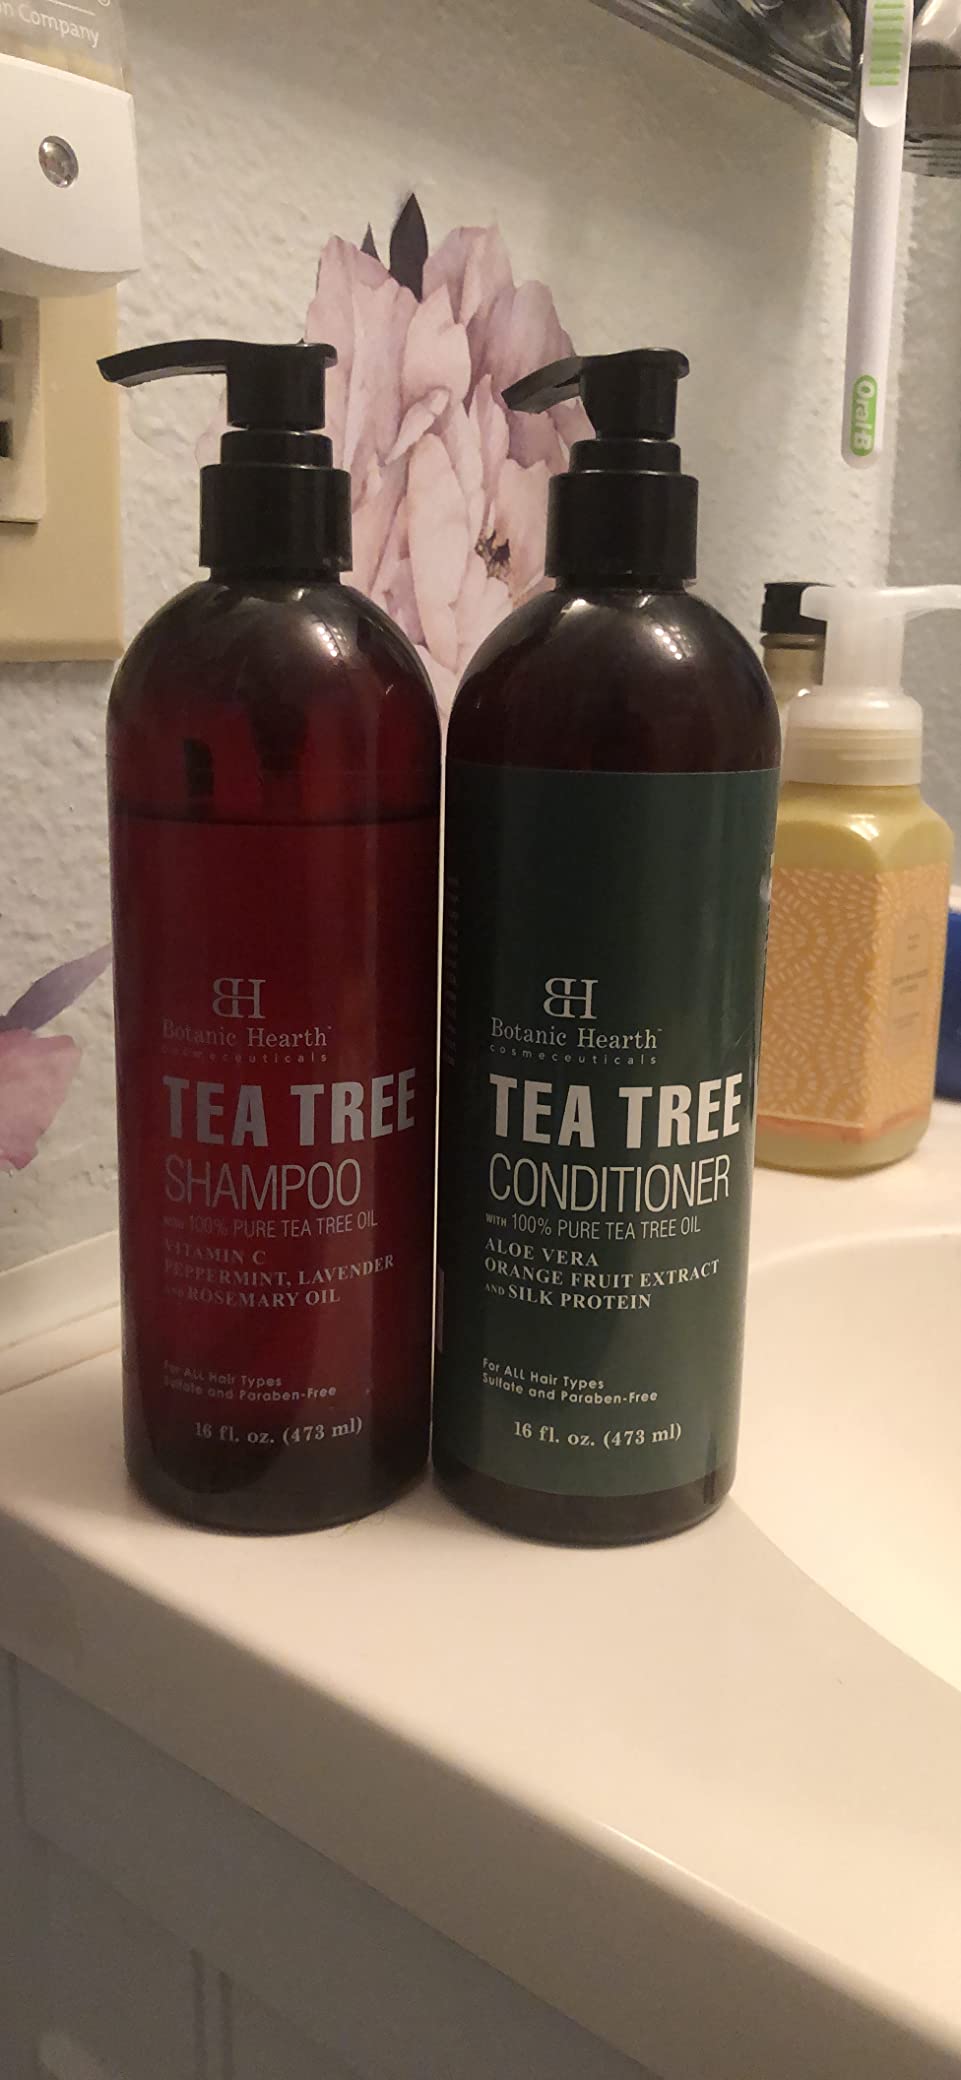 on Company
Oral-B
BH
Botanic Hearth™
cosmeceuticals
TEA TREE
SHAMPOO
WITH 100% PURE TEA TREE OIL
VITAMIN C
PEPPERMINT, LAVENDER
AND ROSEMARY OIL
For ALL Hair Types
Sulfate and Paraben-Free
16 fl. oz. (473 ml)
BH
Botanic Hearth™
cosmeceuticals
TEA TREE
CONDITIONER
WITH 100% PURE TEA TREE OIL
ALOE VERA
ORANGE FRUIT EXTRACT
AND SILK PROTEIN
For ALL Hair Types
Sulfate and Paraben-Free
16 fl. oz. (473 ml)